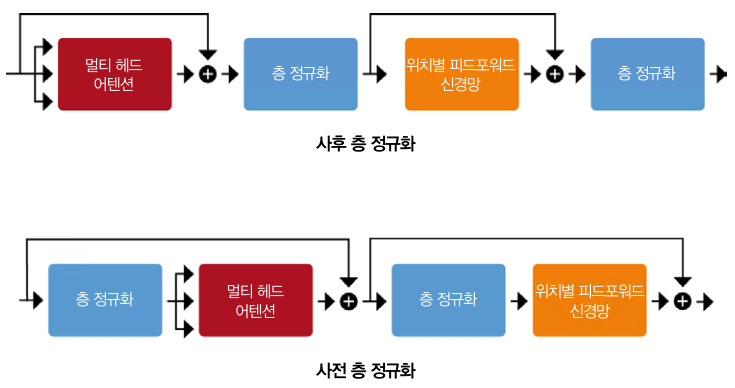 멀티 헤드
어텐션
층 정규화
위치별 피드포워드
신경망
층 정규화
사후 층 정규화
층 정규화
멀티 헤드
어텐션
층 정규화
위치별 피드포워드
신경망
사전 층 정규화